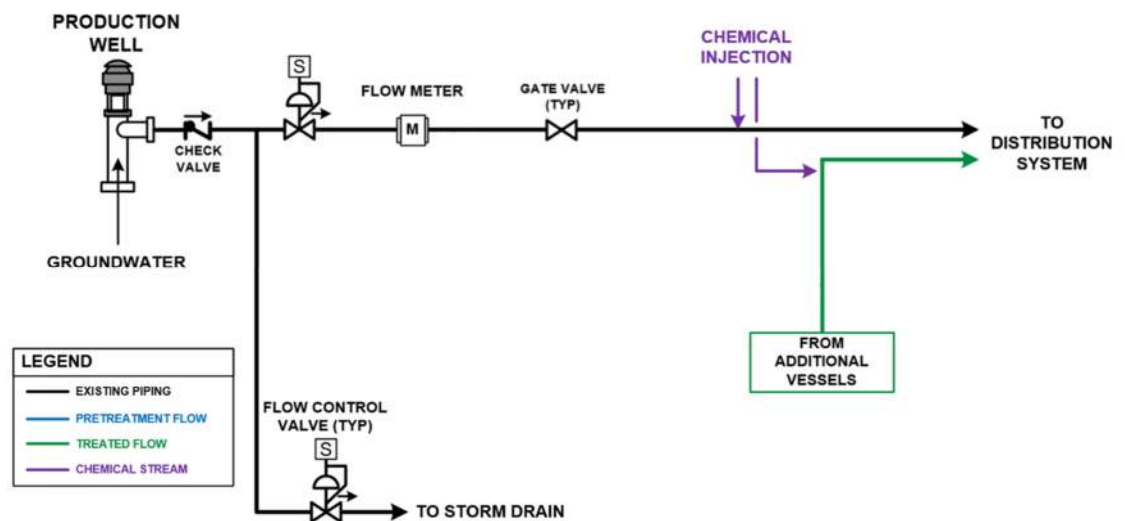 PRODUCTION
WELL
S
FLOW METER
M
GATE VALVE
(TYP)
CHEMICAL
INJECTION
CHECK
VALVE
TO
DISTRIBUTION
SYSTEM
GROUNDWATER
FROM
ADDITIONAL
VESSELS
LEGEND
EXISTING PIPING
PRETREATMENT FLOW
TREATED FLOW
CHEMICAL STREAM
FLOW CONTROL
VALVE (TYP)
S
TO STORM DRAIN